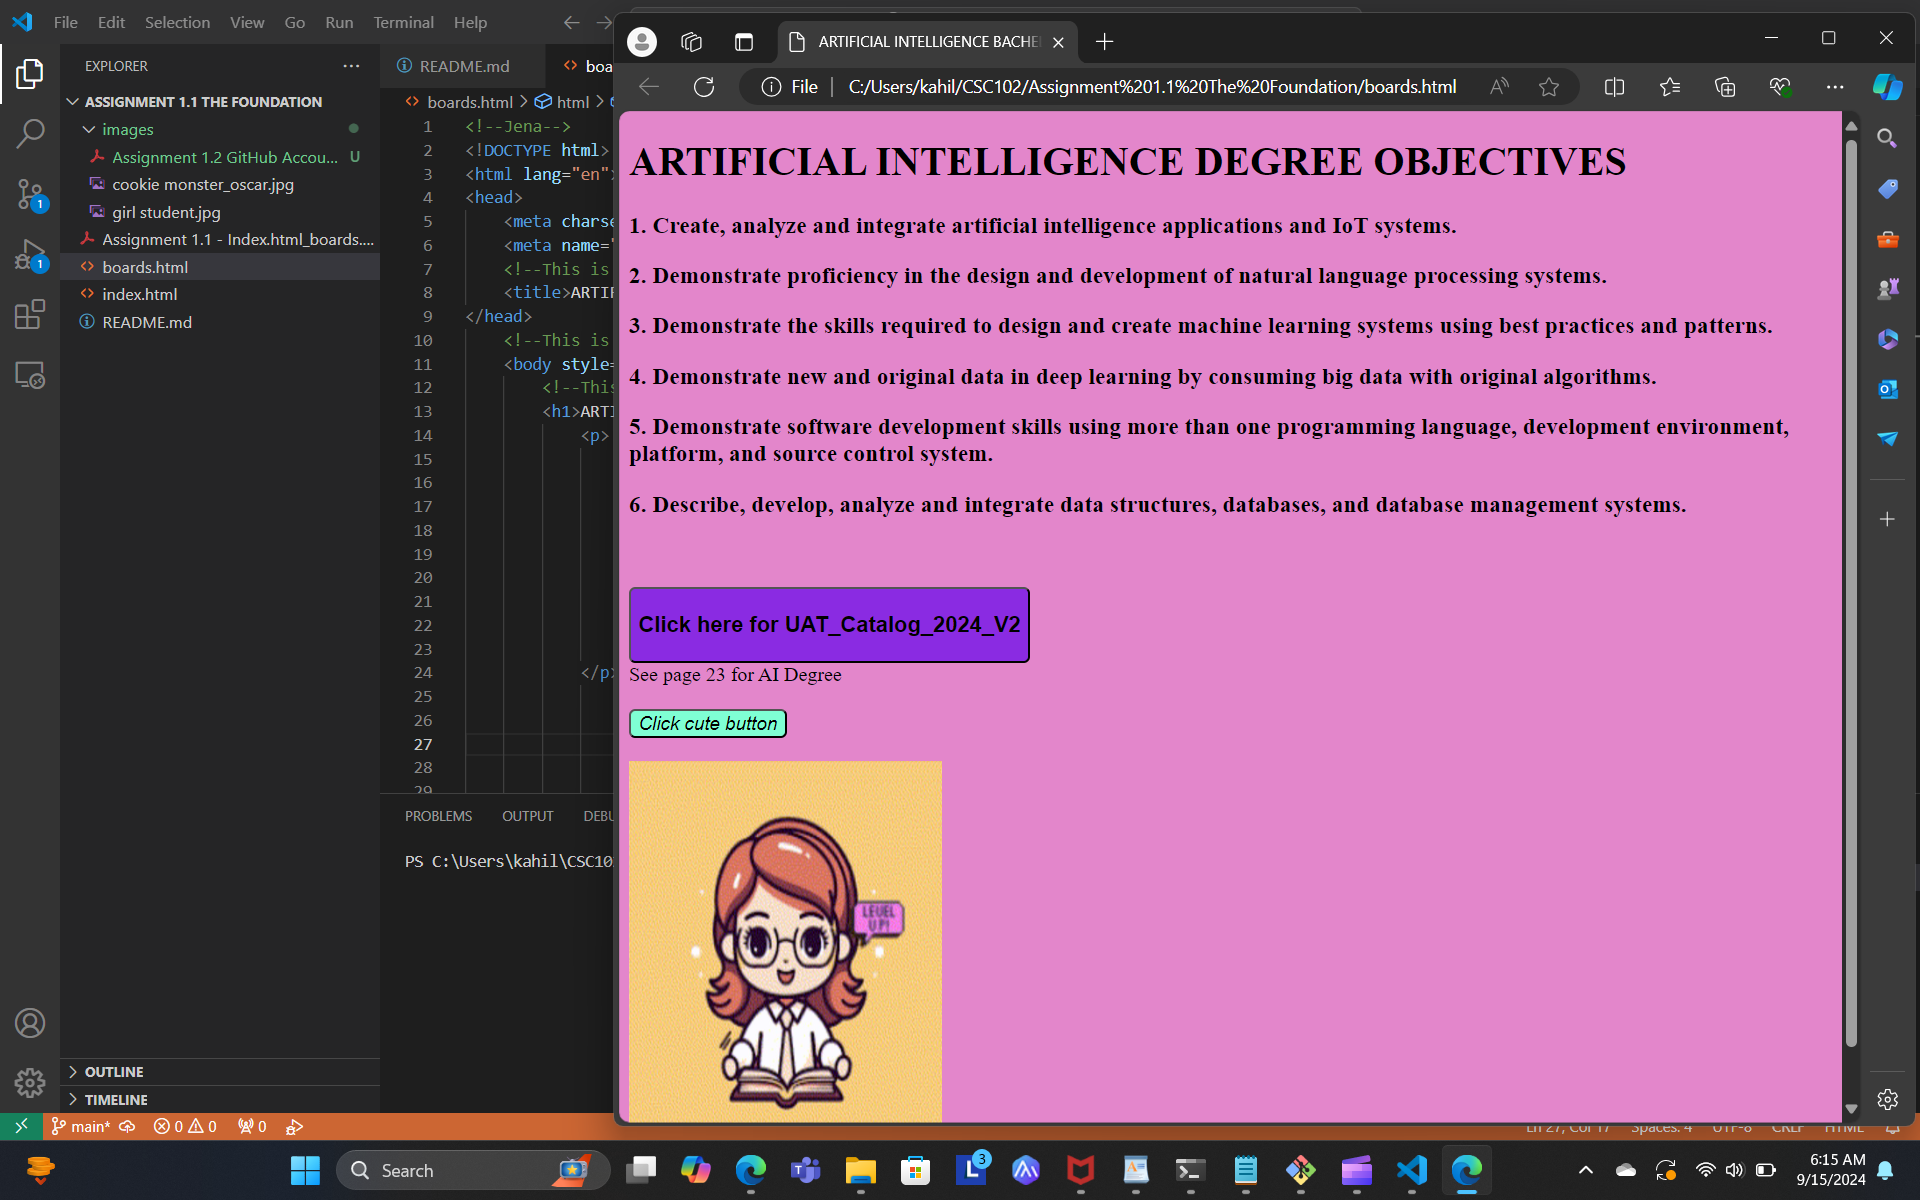 File Edit Selection View Go Run Terminal Help
EXPLORER
ASSIGNMENT 1.1 THE FOUNDATION
images
Assignment 1.2 GitHub Accou... U
cookie monster_oscar.jpg
girl student.jpg
Assignment 1.1 - Index.html_boards....
boards.html
index.html
README.md
1
1
OUTLINE
TIMELINE
README.md
boa
boards.html > html >
1 <!--Jena-->
2 <!DOCTYPE html>
3 <html lang="en">
4 <head>
5 <meta charse
6 <meta name="
7 <!--This is
8 <title>ARTIF
9 </head>
10 <!--This is
11 <body style=
12 <!--This
13 <h1>ARTI
14 <p>
15
16
17
18
19
20
21
22
23
24 </p>
25
26
27
28
29
PROBLEMS OUTPUT DEBU
PS C:\Users\kahil\CSC10
main* 0 0 0
Ln 27, Col 17 Spaces: 4 UTF-8 CRLF HTML
ARTIFICIAL INTELLIGENCE BACHE
File C:/Users/kahil/CSC102/Assignment%201.1%20The%20Foundation/boards.html
ARTIFICIAL INTELLIGENCE DEGREE OBJECTIVES
1. Create, analyze and integrate artificial intelligence applications and IoT systems.
2. Demonstrate proficiency in the design and development of natural language processing systems.
3. Demonstrate the skills required to design and create machine learning systems using best practices and patterns.
4. Demonstrate new and original data in deep learning by consuming big data with original algorithms.
5. Demonstrate software development skills using more than one programming language, development environment,
platform, and source control system.
6. Describe, develop, analyze and integrate data structures, databases, and database management systems.
Click here for UAT_Catalog_2024_V2
See page 23 for AI Degree
Click cute button
LEVEL
UP!
Search
3
6:15 AM
9/15/2024